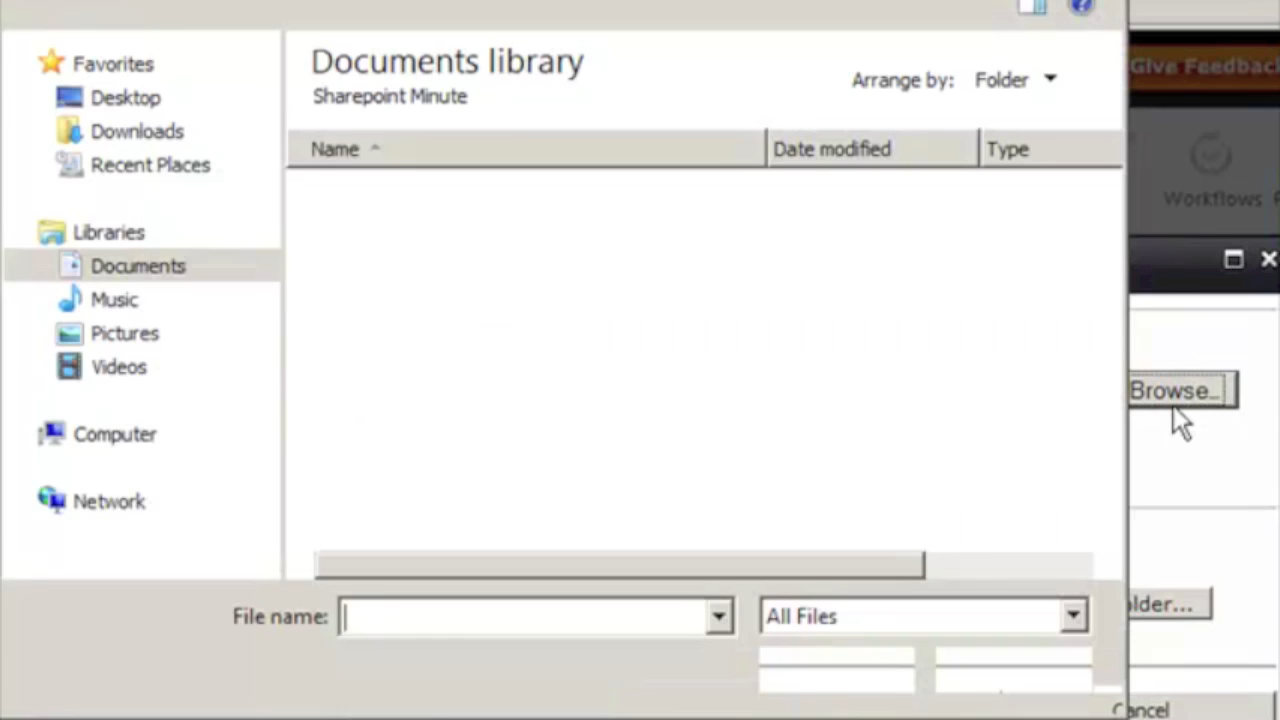 Favorites
Desktop
Downloads
Recent Places
Libraries
Documents
Music
Pictures
Videos
Computer
Network
Documents library
Sharepoint Minute
Arrange by: Folder
Name Date modified Type
File name: All Files
Give Feedbac
Workflows
Browse...
older...
Cancel